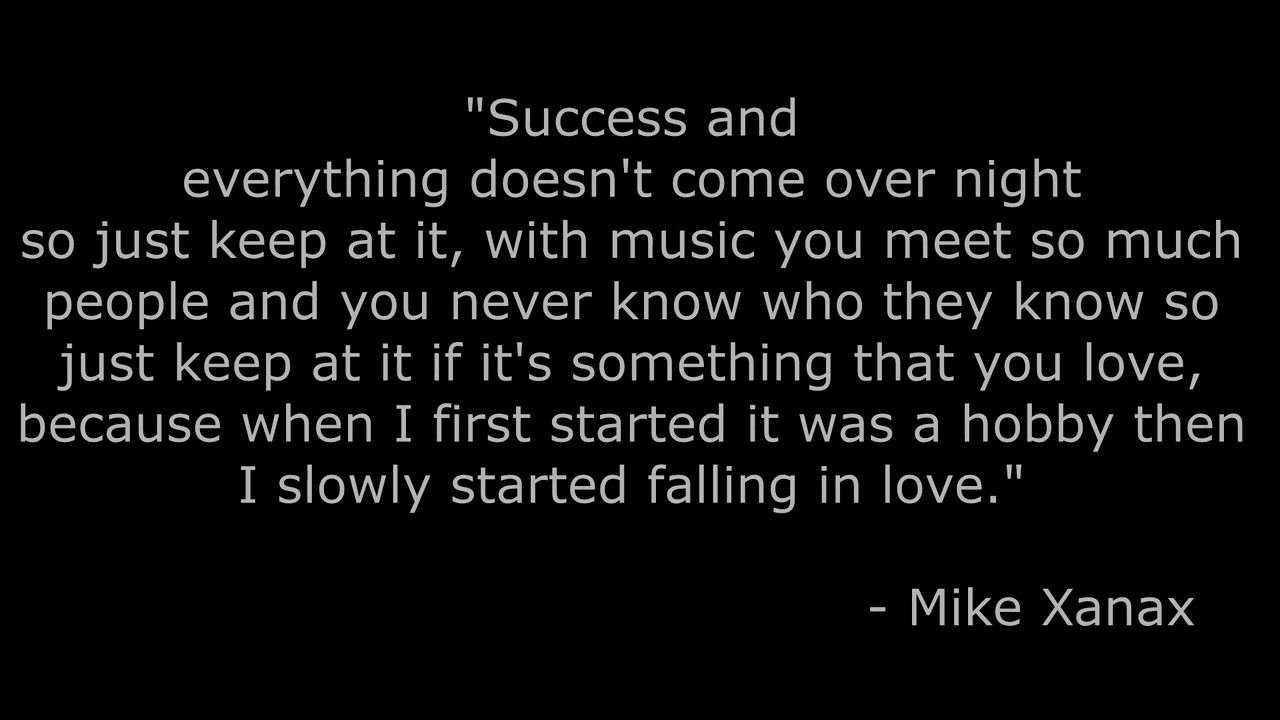 "Success and
everything doesn't come over night
so just keep at it, with music you meet so much
people and you never know who they know so
just keep at it if it's something that you love,
because when I first started it was a hobby then
I slowly started falling in love."
- Mike Xanax